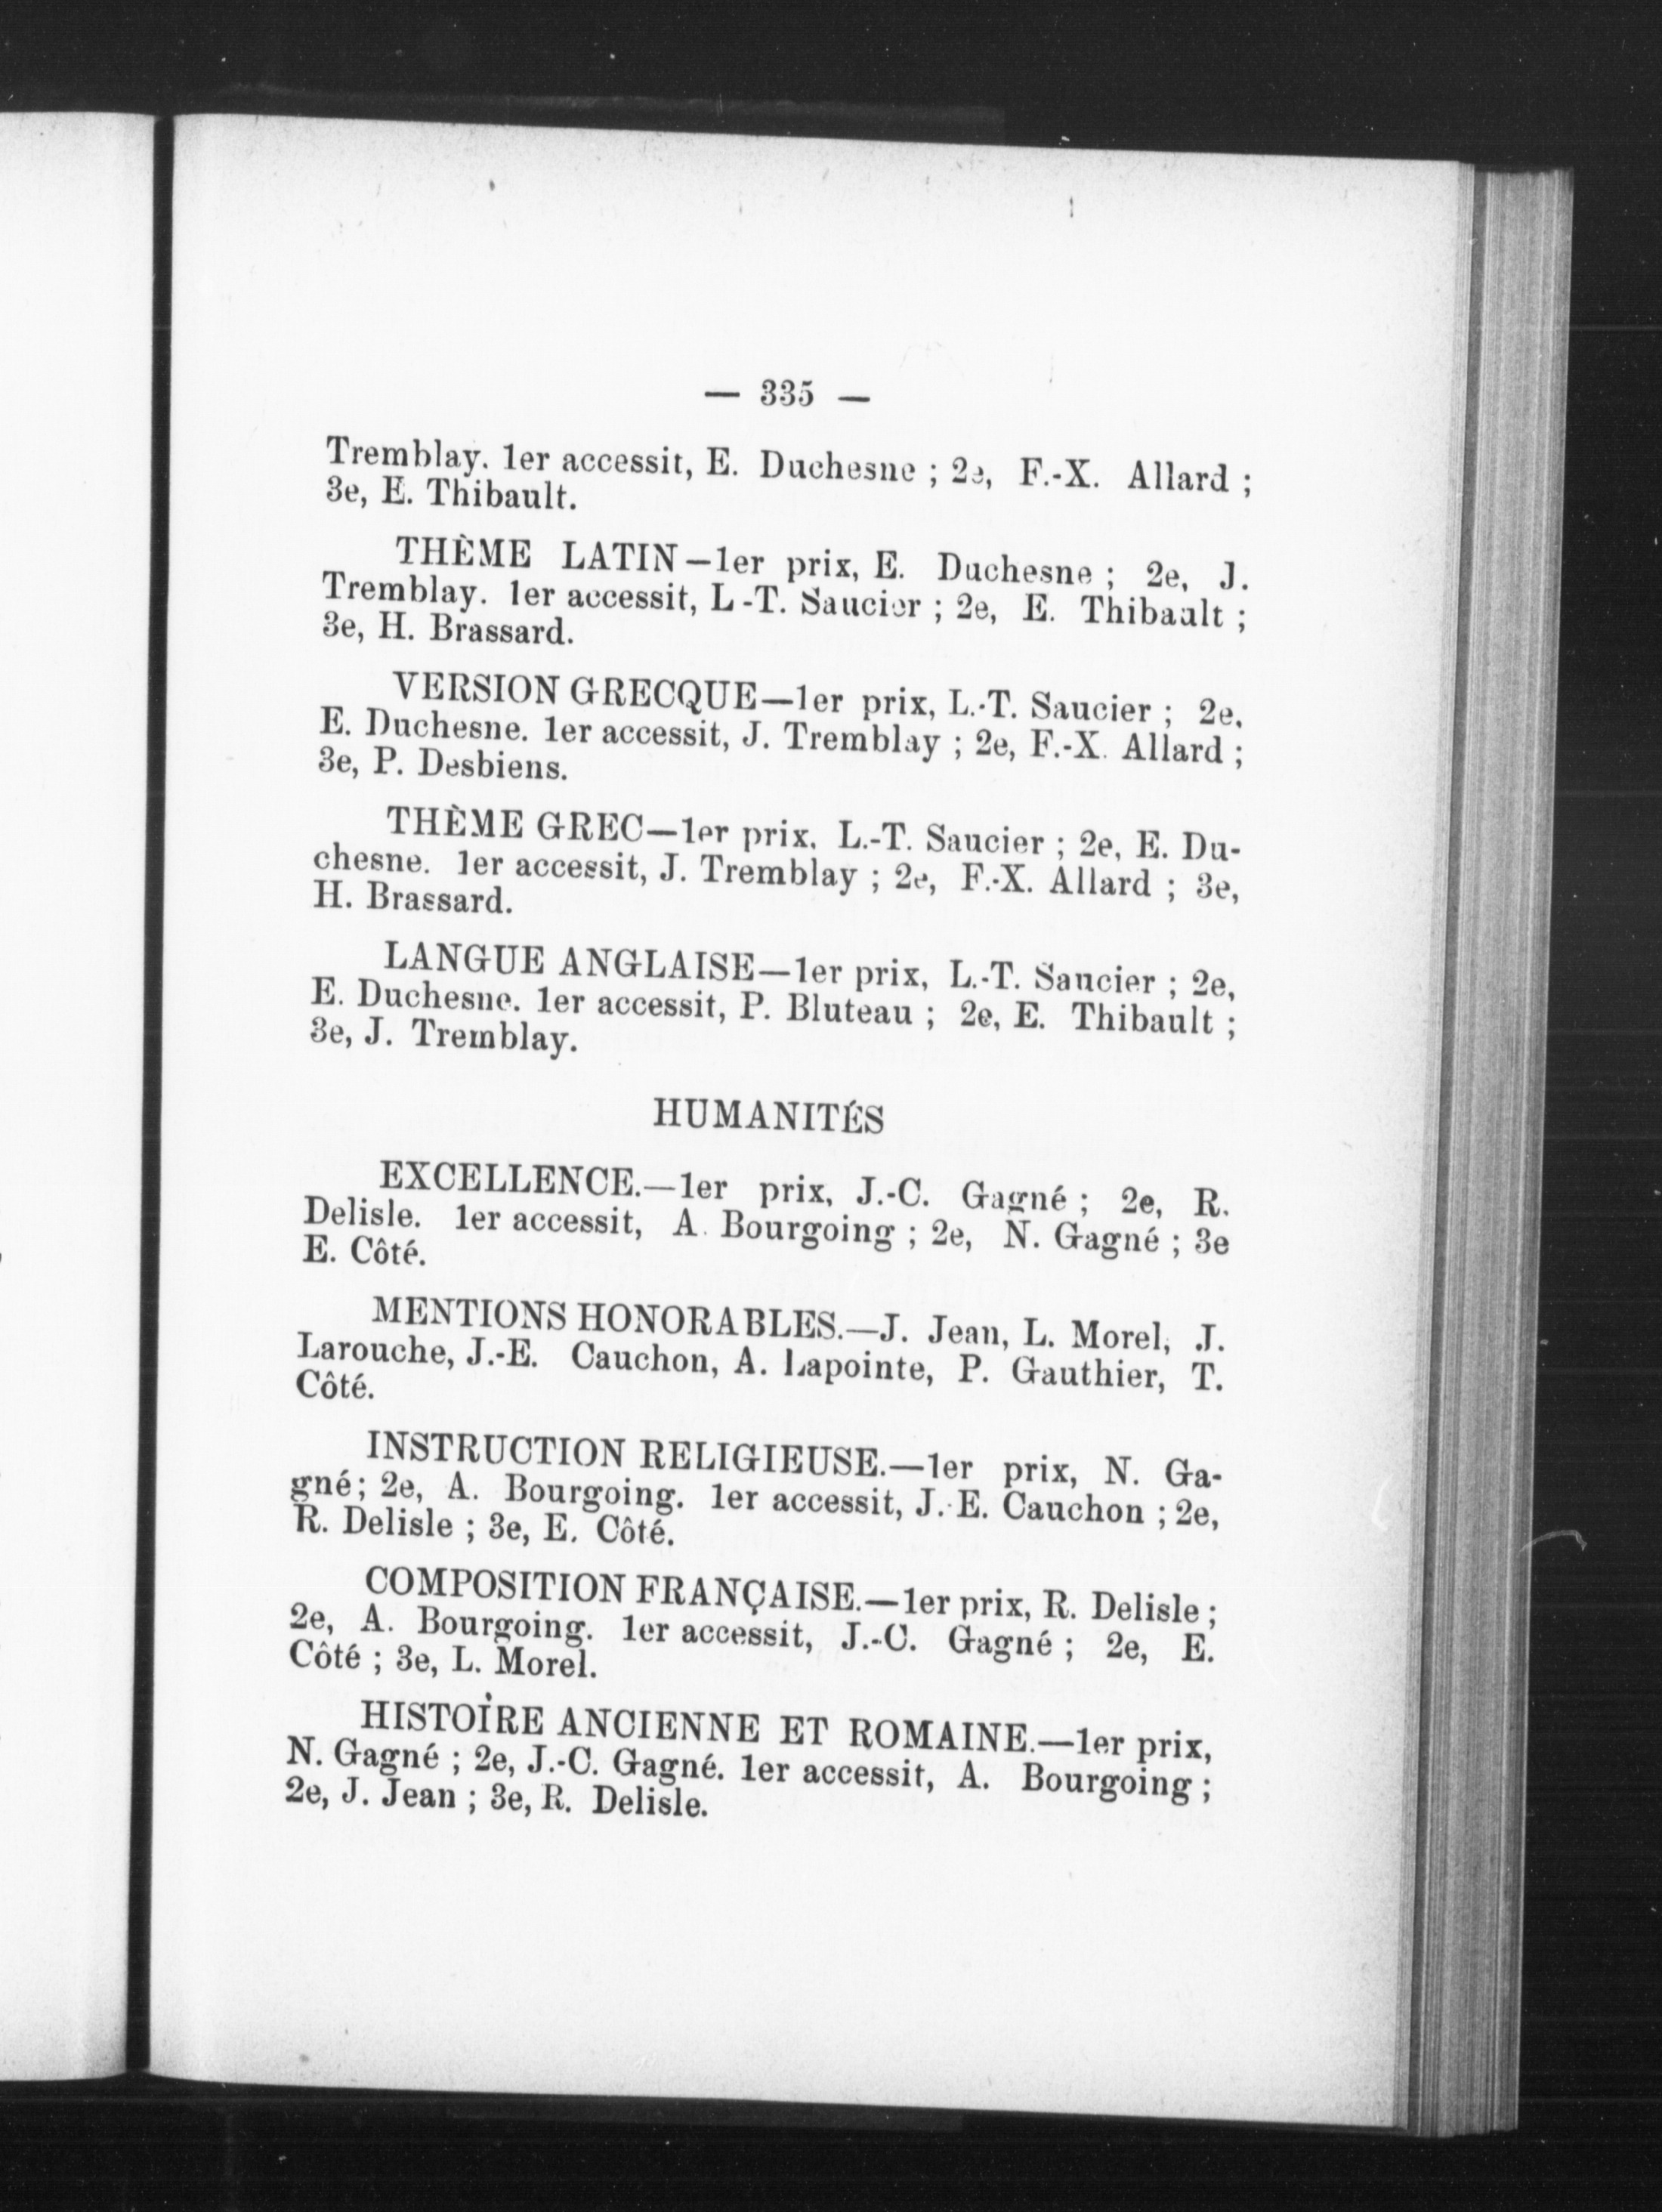 — 335 —
Tremblay. 1er accessit, E. Duchesne ; 2e, F.-X. Allard ;
3e, E. Thibault.
THÈME LATIN—1er prix, E. Duchesne ; 2e, J.
Tremblay. 1er accessit, L-T. Saucier ; 2e, E. Thibault ;
3e, H. Brassard.
VERSION GRECQUE—1er prix, L.-T. Saucier ; 2e,
E. Duchesne. 1er accessit, J. Tremblay ; 2e, F.-X. Allard ;
3e, P. Desbiens.
THÈME GREC—1er prix, L.-T. Saucier ; 2e, E. Du-
chesne. 1er accessit, J. Tremblay ; 2e, F.-X. Allard ; 3e,
H. Brassard.
LANGUE ANGLAISE—1er prix, L.-T. Saucier ; 2e,
E. Duchesne. 1er accessit, P. Bluteau ; 2e, E. Thibault ;
3e, J. Tremblay.
HUMANITÉS
EXCELLENCE.—1er prix, J.-C. Gagné ; 2e, R.
Delisle. 1er accessit, A. Bourgoing ; 2e, N. Gagné ; 3e
E. Côté.
MENTIONS HONORABLES.—J. Jean, L. Morel, J.
Larouche, J.-E. Cauchon, A. Lapointe, P. Gauthier, T.
Côté.
INSTRUCTION RELIGIEUSE.—1er prix, N. Ga-
gné; 2e, A. Bourgoing. 1er accessit, J.-E. Cauchon ; 2e,
R. Delisle ; 3e, E. Côté.
COMPOSITION FRANÇAISE.—1er prix, R. Delisle ;
2e, A. Bourgoing. 1er accessit, J.-C. Gagné ; 2e, E.
Côté ; 3e, L. Morel.
HISTOIRE ANCIENNE ET ROMAINE.—1er prix,
N. Gagné ; 2e, J.-C. Gagné. 1er accessit, A. Bourgoing ;
2e, J. Jean ; 3e, R. Delisle.